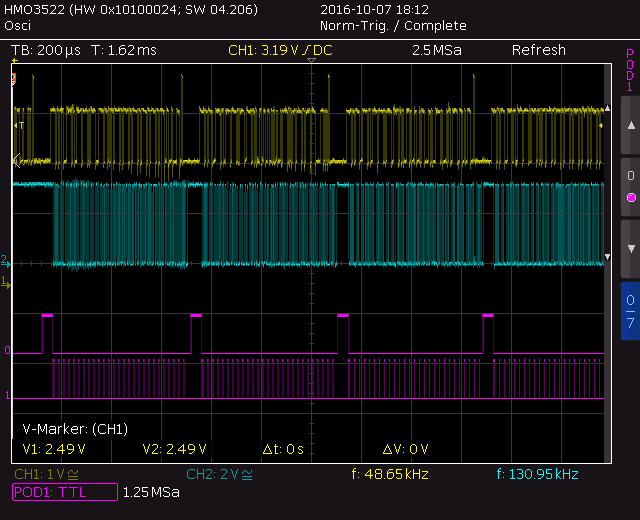 HMO3522 (HW 0x10100024; SW 04.206) 2016-10-07 18:12
Osci Norm-Trig. / Complete
TB: 200 µs T: 1.62 ms CH1: 3.19 V / DC 2.5 MSa Refresh
POD1
T
0
2
1
0
7
0
1
V-Marker: (CH1)
V1: 2.49 V V2: 2.49 V Δt: 0 s ΔV: 0 V
CH1: 1 V ≅ CH2: 2 V ≅ f: 48.65 kHz f: 130.95 kHz
POD1: TTL 1.25 MSa